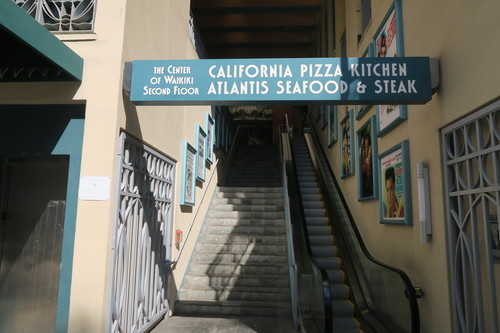 THE CENTER
OF WAIKIKI
SECOND FLOOR
CALIFORNIA PIZZA KITCHEN
ATLANTIS SEAFOOD & STEAK